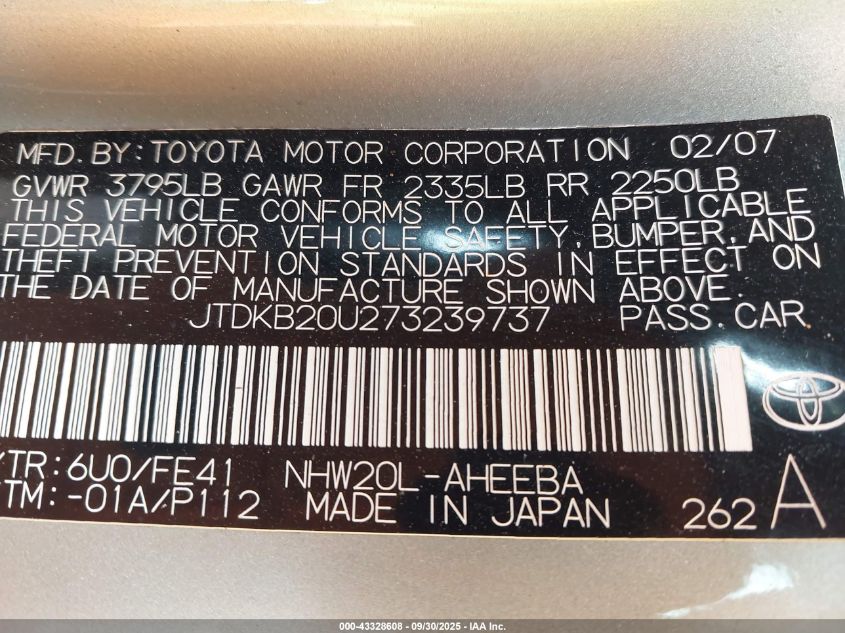 MFD. BY: TOYOTA MOTOR CORPORATION 02/07
GVWR 3795LB GAWR FR 2335LB RR 2250LB
THIS VEHICLE CONFORMS TO ALL APPLICABLE
FEDERAL MOTOR VEHICLE SAFETY, BUMPER, AND
THEFT PREVENTION STANDARDS IN EFFECT ON
THE DATE OF MANUFACTURE SHOWN ABOVE.
JTDKB20U273239737 PASS. CAR
/TR: 6U0/FE41 NHW20L-AHEEBA
TM: -01A/P112 MADE IN JAPAN 262 A
000-43328608 - 09/30/2025 - IAA Inc.